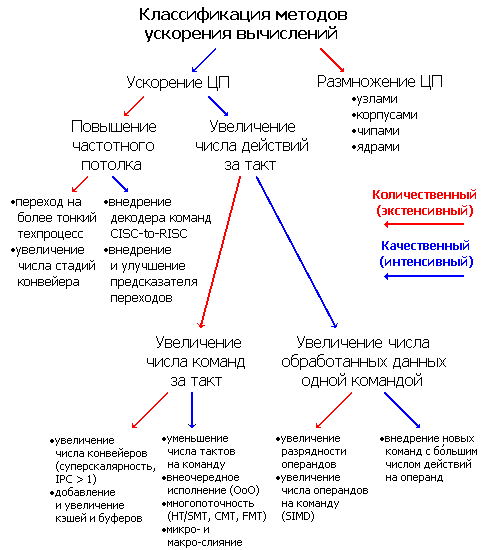 Классификация методов
ускорения вычислений
Ускорение ЦП
Размножение ЦП
•узлами
•корпусами
•чипами
•ядрами
Повышение
частотного
потолка
Увеличение
числа действий
за такт
•переход на
более тонкий
техпроцесс
•увеличение
числа стадий
конвейера
•внедрение
декодера команд
CISC-to-RISC
•внедрение
и улучшение
предсказателя
переходов
Количественный
(экстенсивный)
Качественный
(интенсивный)
Увеличение
числа команд
за такт
Увеличение числа
обработанных данных
одной командой
•увеличение
числа конвейеров
(суперскалярность,
IPC > 1)
•добавление
и увеличение
кэшей и буферов
•уменьшение
числа тактов
на команду
•внеочередное
исполнение (OoO)
•многопоточность
(HT/SMT, CMT, FMT)
•микро- и
макро-слияние
•увеличение
разрядности
операндов
•увеличение
числа операндов
на команду
(SIMD)
•внедрение новых
команд с бо́льшим
числом действий
на операнд